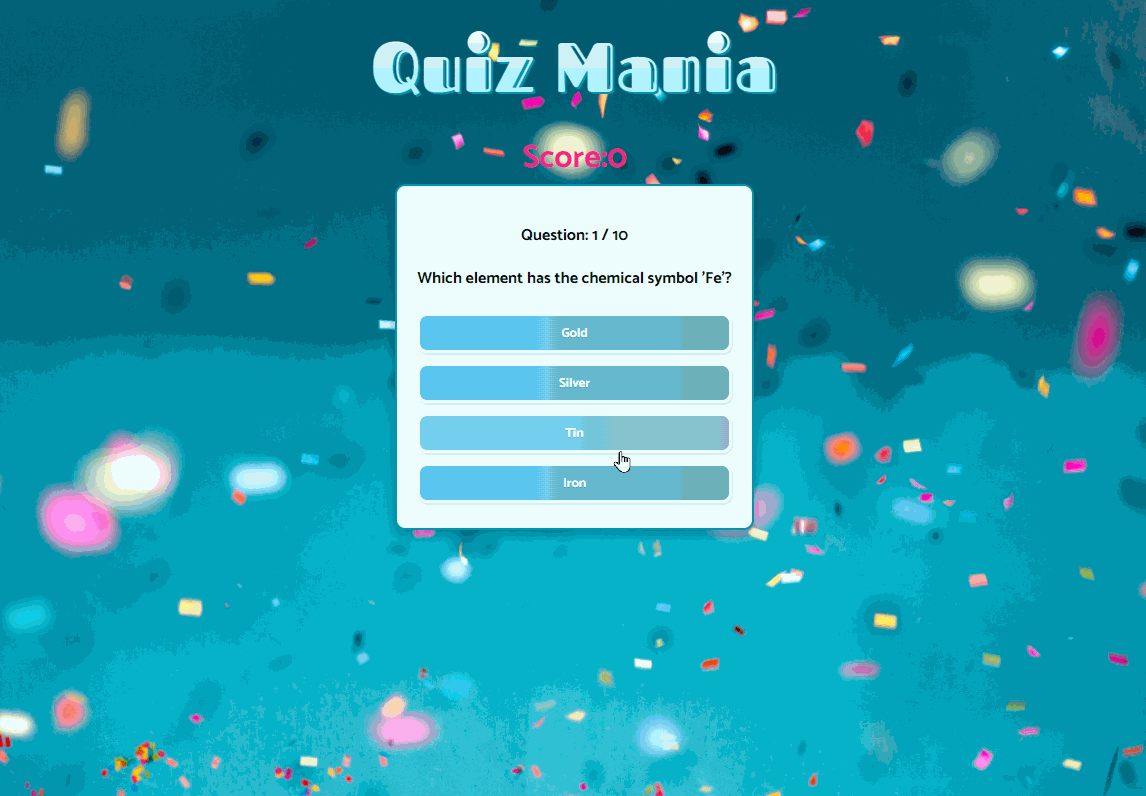 Quiz Mania
Score:0
Question: 1 / 10
Which element has the chemical symbol 'Fe'?
Gold
Silver
Tin
Iron